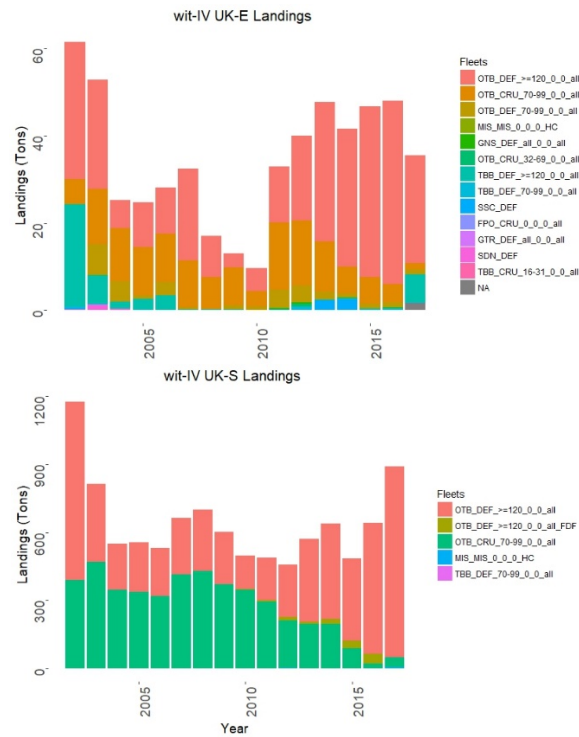 wit-IV UK-E Landings
60
40
20
0
Landings (Tons)
2005
2010
2015
Fleets
OTB_DEF_>=120_0_0_all
OTB_CRU_70-99_0_0_all
OTB_DEF_70-99_0_0_all
MIS_MIS_0_0_0_HC
GNS_DEF_all_0_0_all
OTB_CRU_32-69_0_0_all
TBB_DEF_>=120_0_0_all
TBB_DEF_70-99_0_0_all
SSC_DEF
FPO_CRU_0_0_0_all
GTR_DEF_all_0_0_all
SDN_DEF
TBB_CRU_16-31_0_0_all
NA
wit-IV UK-S Landings
1200
900
600
300
0
Landings (Tons)
2005
2010
2015
Year
Fleets
OTB_DEF_>=120_0_0_all
OTB_DEF_>=120_0_0_all_FDF
OTB_CRU_70-99_0_0_all
MIS_MIS_0_0_0_HC
TBB_DEF_70-99_0_0_all